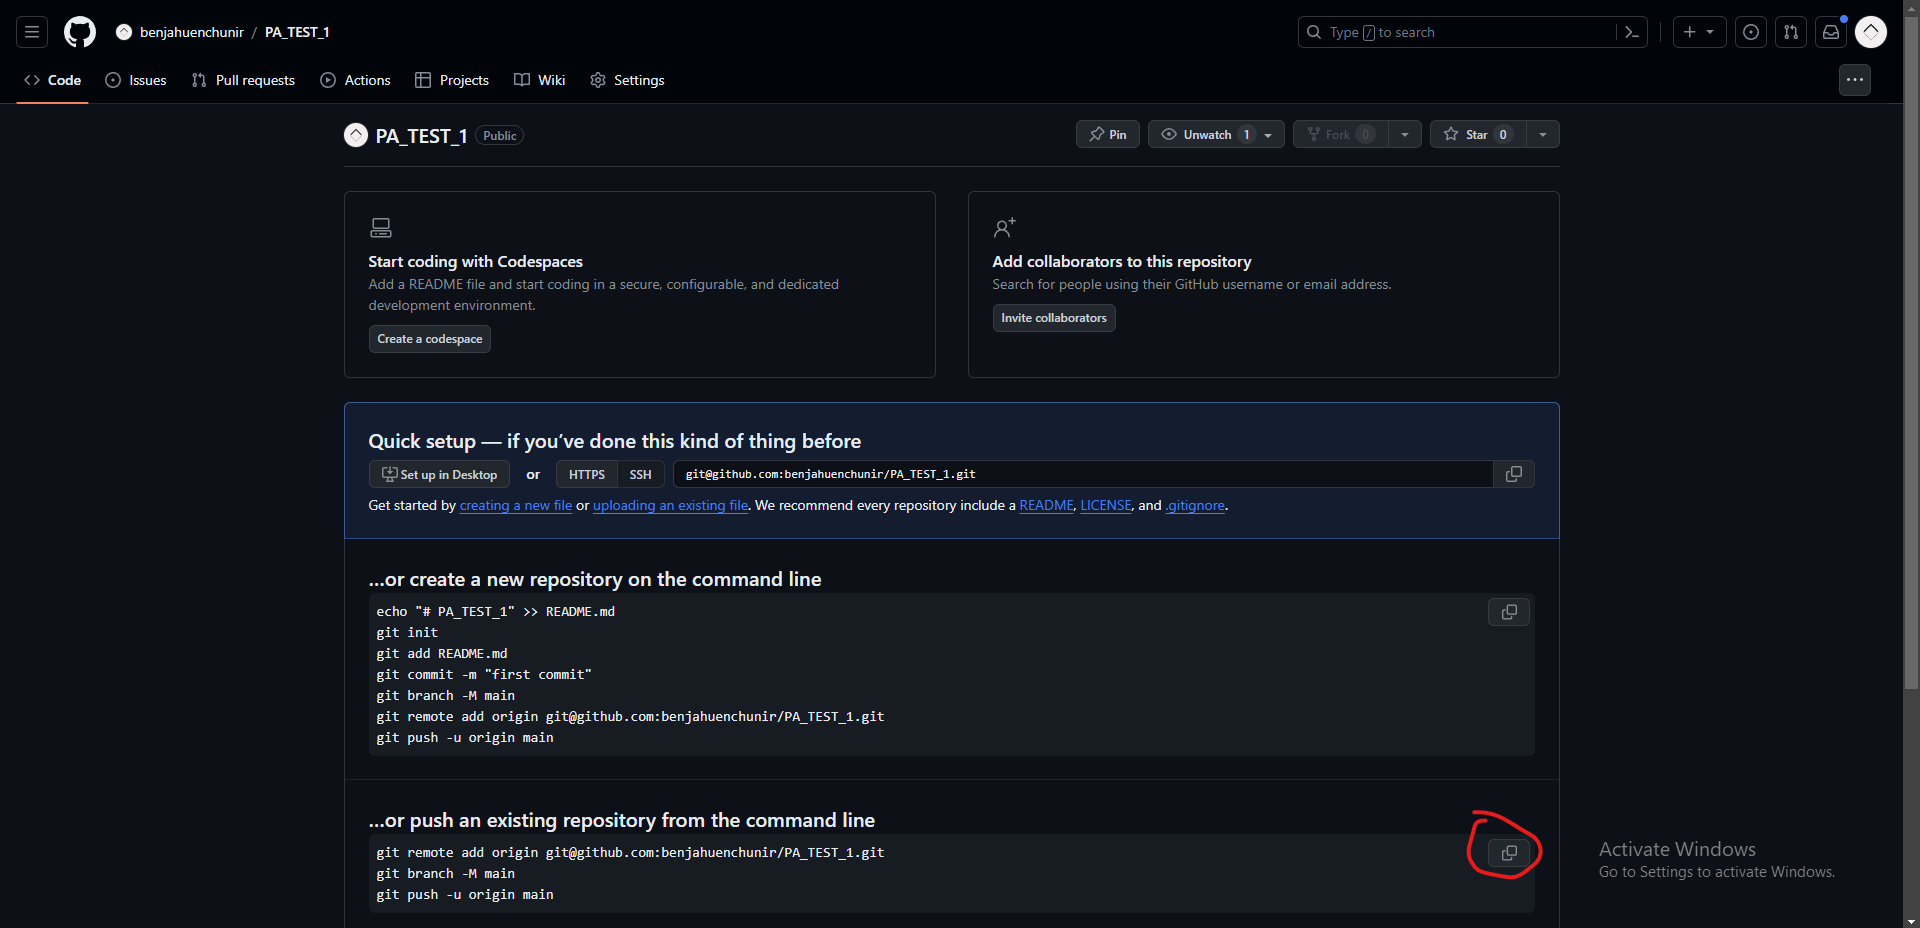 benjahuenchunir / PA_TEST_1
Type / to search
Code Issues Pull requests Actions Projects Wiki Settings
PA_TEST_1 Public
Pin Unwatch 1 Fork 0 Star 0
Start coding with Codespaces
Add a README file and start coding in a secure, configurable, and dedicated
development environment.
Create a codespace
Add collaborators to this repository
Search for people using their GitHub username or email address.
Invite collaborators
Quick setup — if you’ve done this kind of thing before
Set up in Desktop or HTTPS SSH git@github.com:benjahuenchunir/PA_TEST_1.git
Get started by creating a new file or uploading an existing file. We recommend every repository include a README, LICENSE, and .gitignore.
…or create a new repository on the command line
echo "# PA_TEST_1" >> README.md
git init
git add README.md
git commit -m "first commit"
git branch -M main
git remote add origin git@github.com:benjahuenchunir/PA_TEST_1.git
git push -u origin main
…or push an existing repository from the command line
git remote add origin git@github.com:benjahuenchunir/PA_TEST_1.git
git branch -M main
git push -u origin main
Activate Windows
Go to Settings to activate Windows.